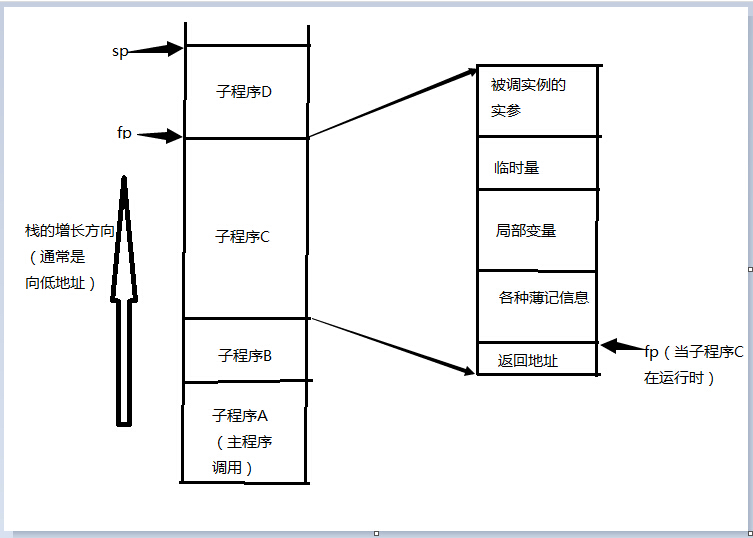 sp
子程序D
fp
栈的增长方向
（通常是
向低地址）
子程序C
子程序B
子程序A
（主程序
调用）
被调实例的
实参
临时量
局部变量
各种薄记信息
返回地址
fp（当子程序C
在运行时）